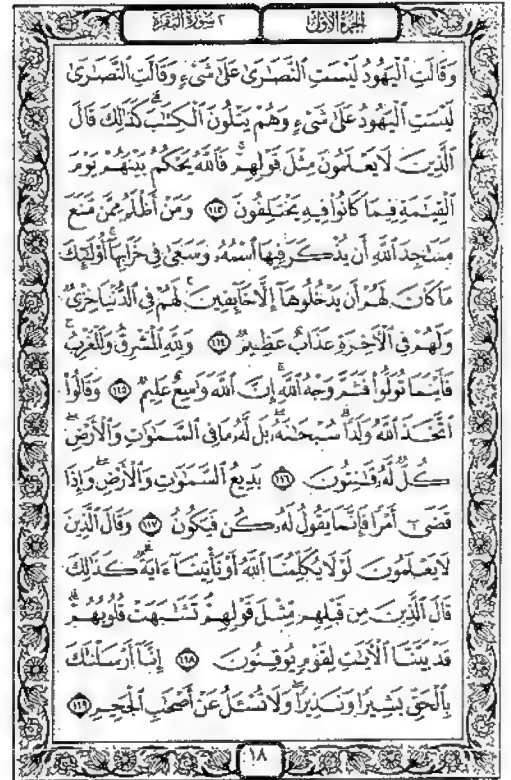 الجزء الأول
٢ سورة البقرة
وَقَالَتِ ٱلْيَهُودُ لَيْسَتِ ٱلنَّصَٰرَىٰ عَلَىٰ شَىْءٍ وَقَالَتِ ٱلنَّصَٰرَىٰ
لَيْسَتِ ٱلْيَهُودُ عَلَىٰ شَىْءٍ وَهُمْ يَتْلُونَ ٱلْكِتَٰبَ ۗ كَذَٰلِكَ قَالَ
ٱلَّذِينَ لَا يَعْلَمُونَ مِثْلَ قَوْلِهِمْ ۚ فَٱللَّهُ يَحْكُمُ بَيْنَهُمْ يَوْمَ
ٱلْقِيَٰمَةِ فِيمَا كَانُوا۟ فِيهِ يَخْتَلِفُونَ ١١٣ وَمَنْ أَظْلَمُ مِمَّن مَّنَعَ
مَسَٰجِدَ ٱللَّهِ أَن يُذْكَرَ فِيهَا ٱسْمُهُۥ وَسَعَىٰ فِى خَرَابِهَآ ۚ أُو۟لَٰٓئِكَ
مَا كَانَ لَهُمْ أَن يَدْخُلُوهَآ إِلَّا خَآئِفِينَ ۚ لَهُمْ فِى ٱلدُّنْيَا خِزْىٌ
وَلَهُمْ فِى ٱلْءَاخِرَةِ عَذَابٌ عَظِيمٌ ١١٤ وَلِلَّهِ ٱلْمَشْرِقُ وَٱلْمَغْرِبُ ۚ
فَأَيْنَمَا تُوَلُّوا۟ فَثَمَّ وَجْهُ ٱللَّهِ ۚ إِنَّ ٱللَّهَ وَٰسِعٌ عَلِيمٌ ١١٥ وَقَالُوا۟
ٱتَّخَذَ ٱللَّهُ وَلَدًا ۗ سُبْحَٰنَهُۥ ۖ بَل لَّهُۥ مَا فِى ٱلسَّمَٰوَٰتِ وَٱلْأَرْضِ ۖ
كُلٌّ لَّهُۥ قَٰنِتُونَ ١١٦ بَدِيعُ ٱلسَّمَٰوَٰتِ وَٱلْأَرْضِ ۖ وَإِذَا
قَضَىٰٓ أَمْرًا فَإِنَّمَا يَقُولُ لَهُۥ كُن فَيَكُونُ ١١٧ وَقَالَ ٱلَّذِينَ
لَا يَعْلَمُونَ لَوْلَا يُكَلِّمُنَا ٱللَّهُ أَوْ تَأْتِينَآ ءَايَةٌ ۗ كَذَٰلِكَ
قَالَ ٱلَّذِينَ مِن قَبْلِهِم مِّثْلَ قَوْلِهِمْ ۘ تَشَٰبَهَتْ قُلُوبُهُمْ ۗ
قَدْ بَيَّنَّا ٱلْءَايَٰتِ لِقَوْمٍ يُوقِنُونَ ١١٨ إِنَّآ أَرْسَلْنَٰكَ
بِٱلْحَقِّ بَشِيرًا وَنَذِيرًا ۖ وَلَا تُسْـَٔلُ عَنْ أَصْحَٰبِ ٱلْجَحِيمِ ١١٩
١٨